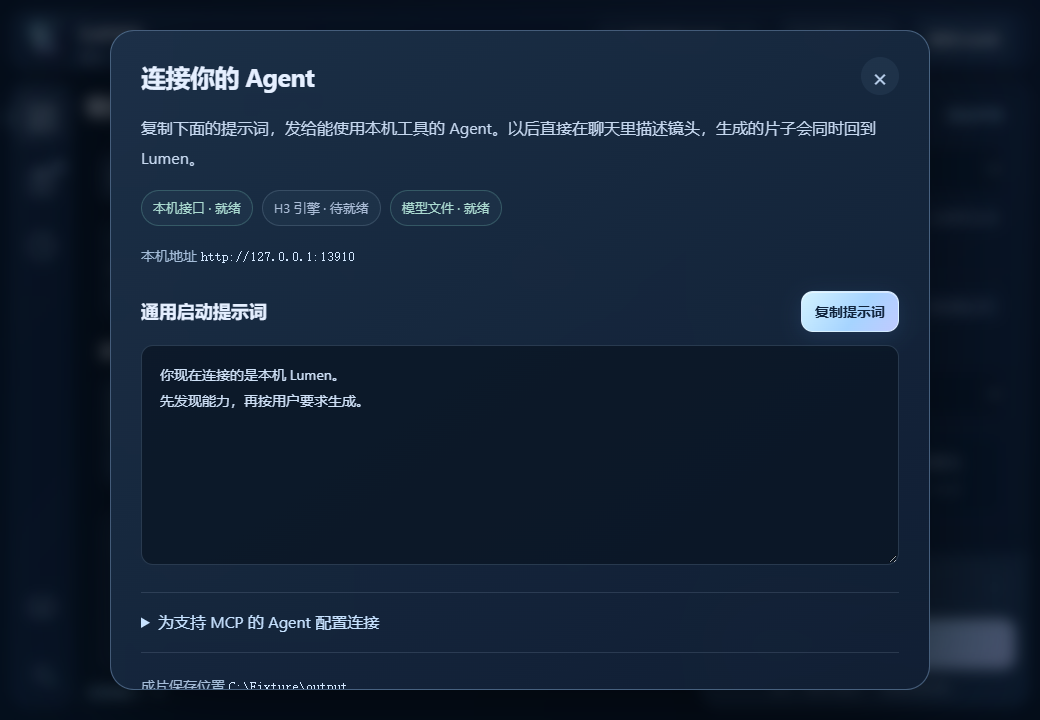 连接你的 Agent
复制下面的提示词，发给能使用本机工具的 Agent。以后直接在聊天里描述镜头，生成的片子会同时回到
Lumen。
本机接口 · 就绪
H3 引擎 · 待就绪
模型文件 · 就绪
本机地址 http://127.0.0.1:13910
通用启动提示词
复制提示词
你现在连接的是本机 Lumen。
先发现能力，再按用户要求生成。
为支持 MCP 的 Agent 配置连接
成片保存位置 C:\Fixture\output